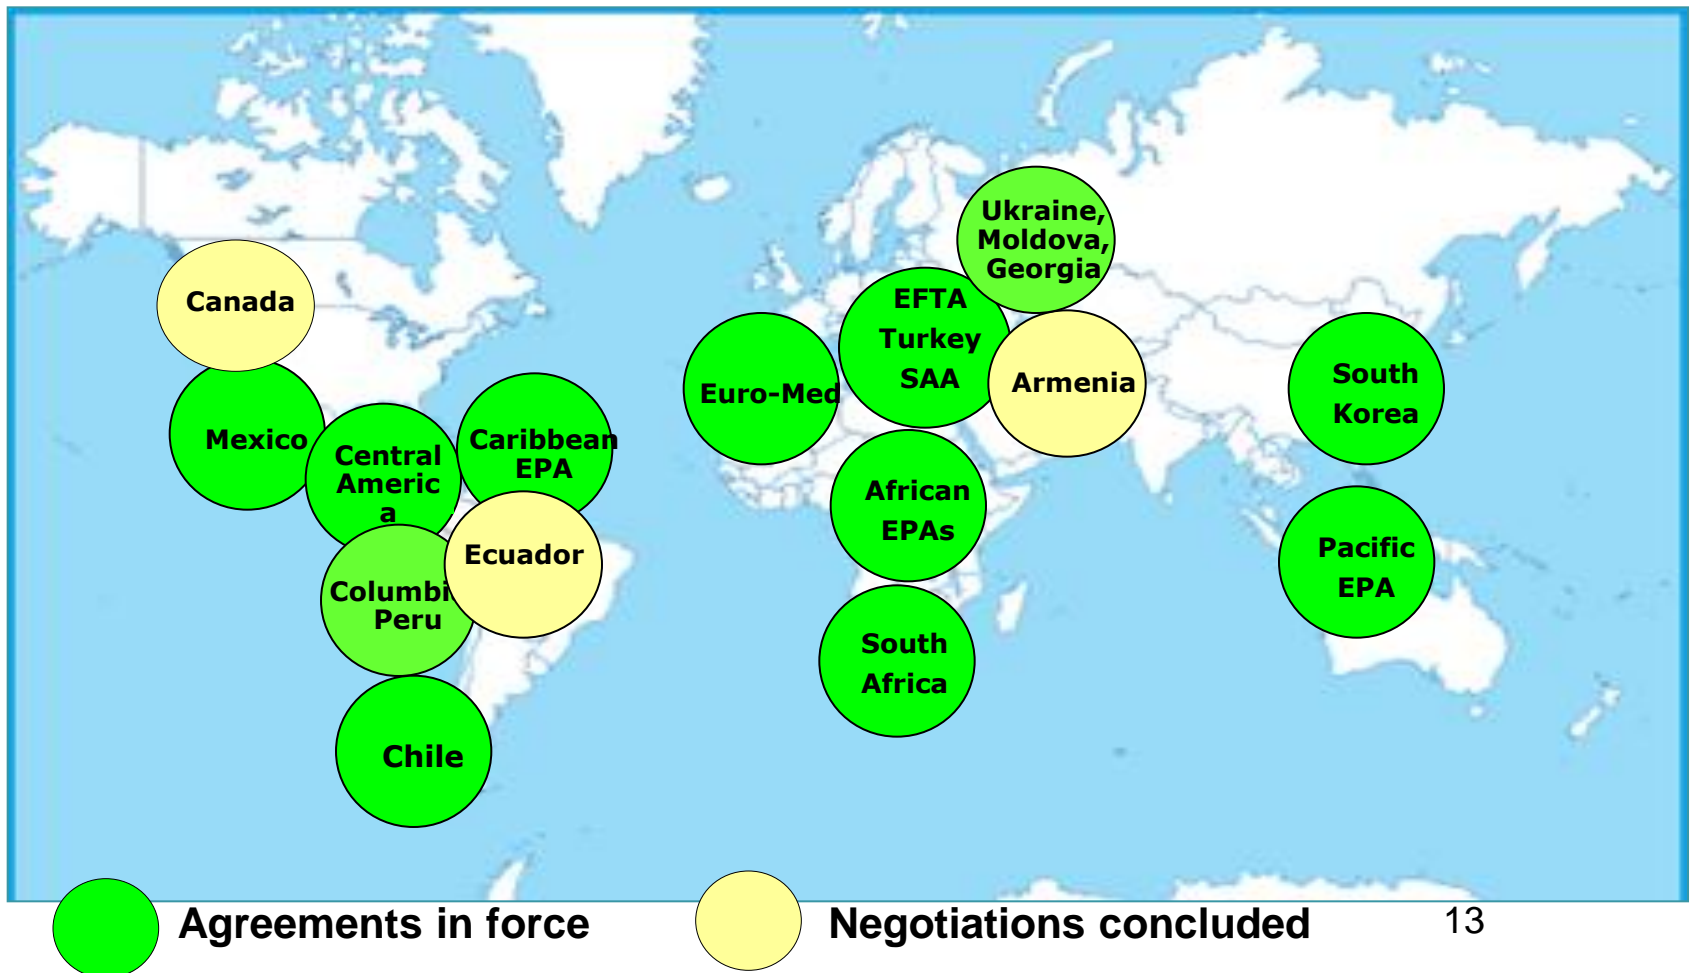 Ukraine,
Moldova,
Georgia
Canada
EFTA
Turkey
SAA
Euro-Med
Armenia
South
Korea
Mexico
Central
Americ
a
Caribbean
EPA
African
EPAs
Ecuador
Pacific
EPA
Columbi
Peru
South
Africa
Chile
Agreements in force
Negotiations concluded
13